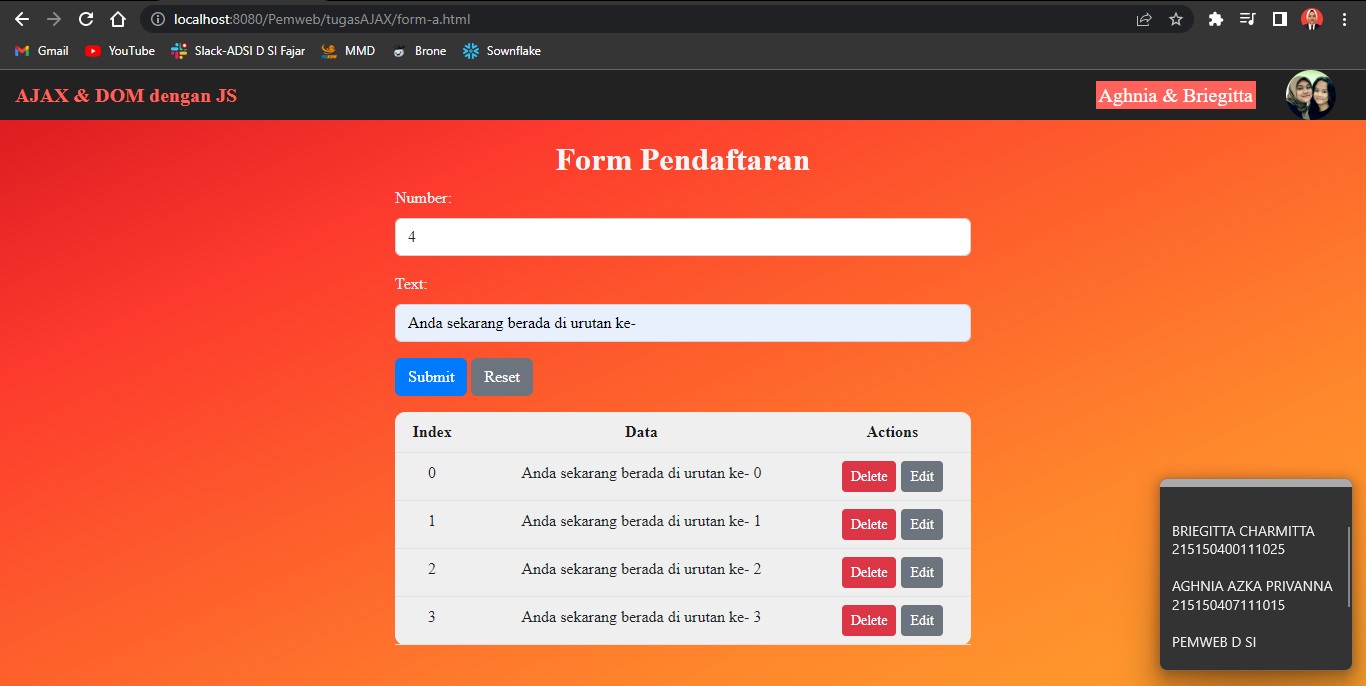 localhost:8080/Pemweb/tugasAJAX/form-a.html
Gmail YouTube Slack-ADSI D SI Fajar MMD Brone Sownflake
AJAX & DOM dengan JS Aghnia & Briegitta
Form Pendaftaran
Number:
4
Text:
Anda sekarang berada di urutan ke-
Submit Reset
Index Data Actions
0 Anda sekarang berada di urutan ke- 0 Delete Edit
1 Anda sekarang berada di urutan ke- 1 Delete Edit
2 Anda sekarang berada di urutan ke- 2 Delete Edit
3 Anda sekarang berada di urutan ke- 3 Delete Edit
BRIEGITTA CHARMITTA
215150400111025
AGHNIA AZKA PRIVANNA
215150407111015
PEMWEB D SI